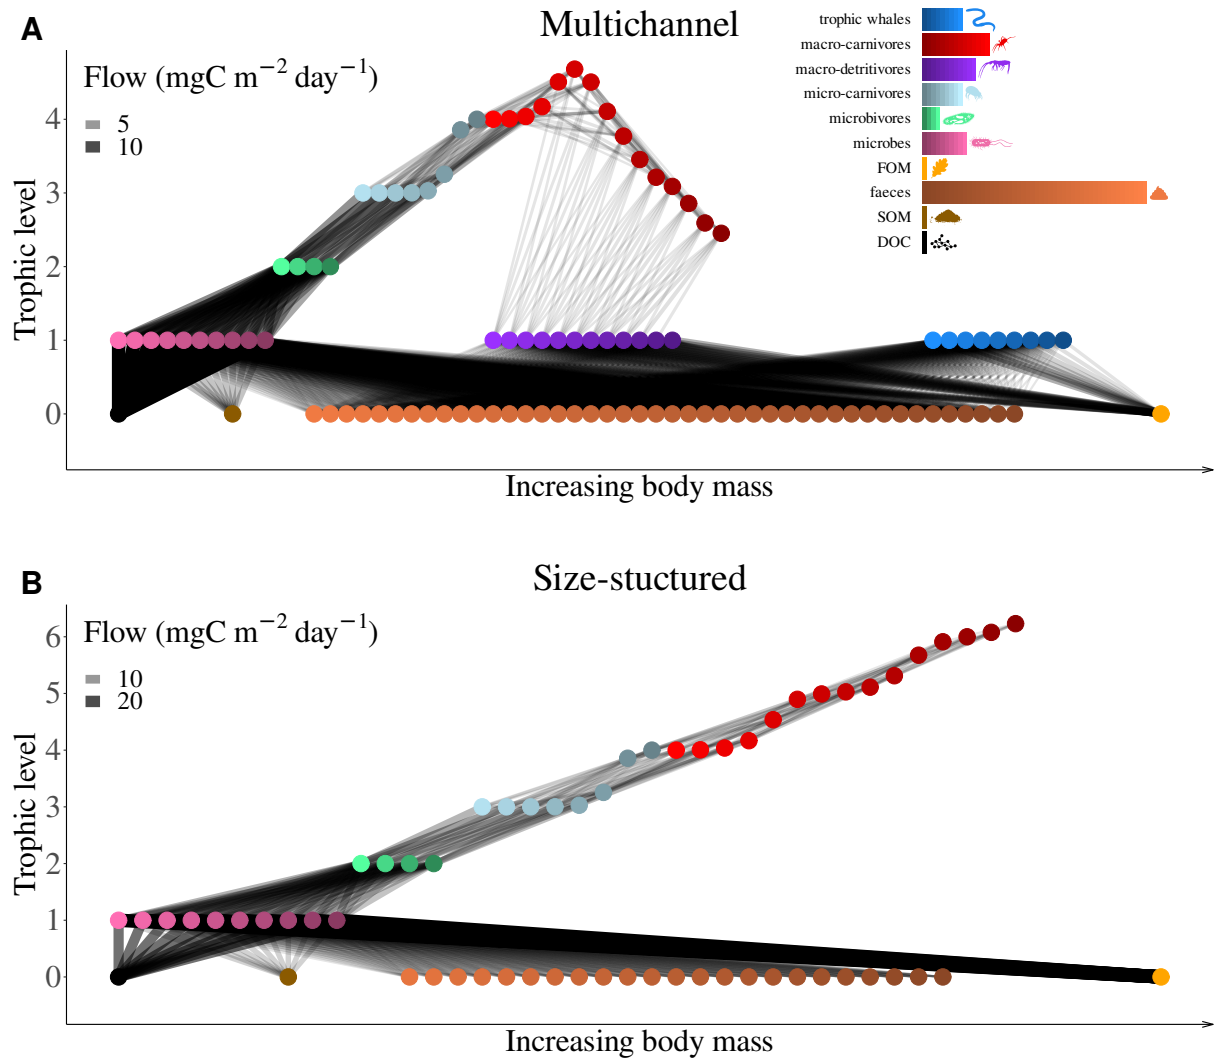 A
Multichannel
Flow (mgC m−2 day−1)
5
10
trophic whales
macro-carnivores
macro-detritivores
micro-carnivores
microbivores
microbes
FOM
faeces
SOM
DOC
Trophic level
4
3
2
1
0
Increasing body mass
B
Size-stuctured
Flow (mgC m−2 day−1)
10
20
Trophic level
6
5
4
3
2
1
0
Increasing body mass